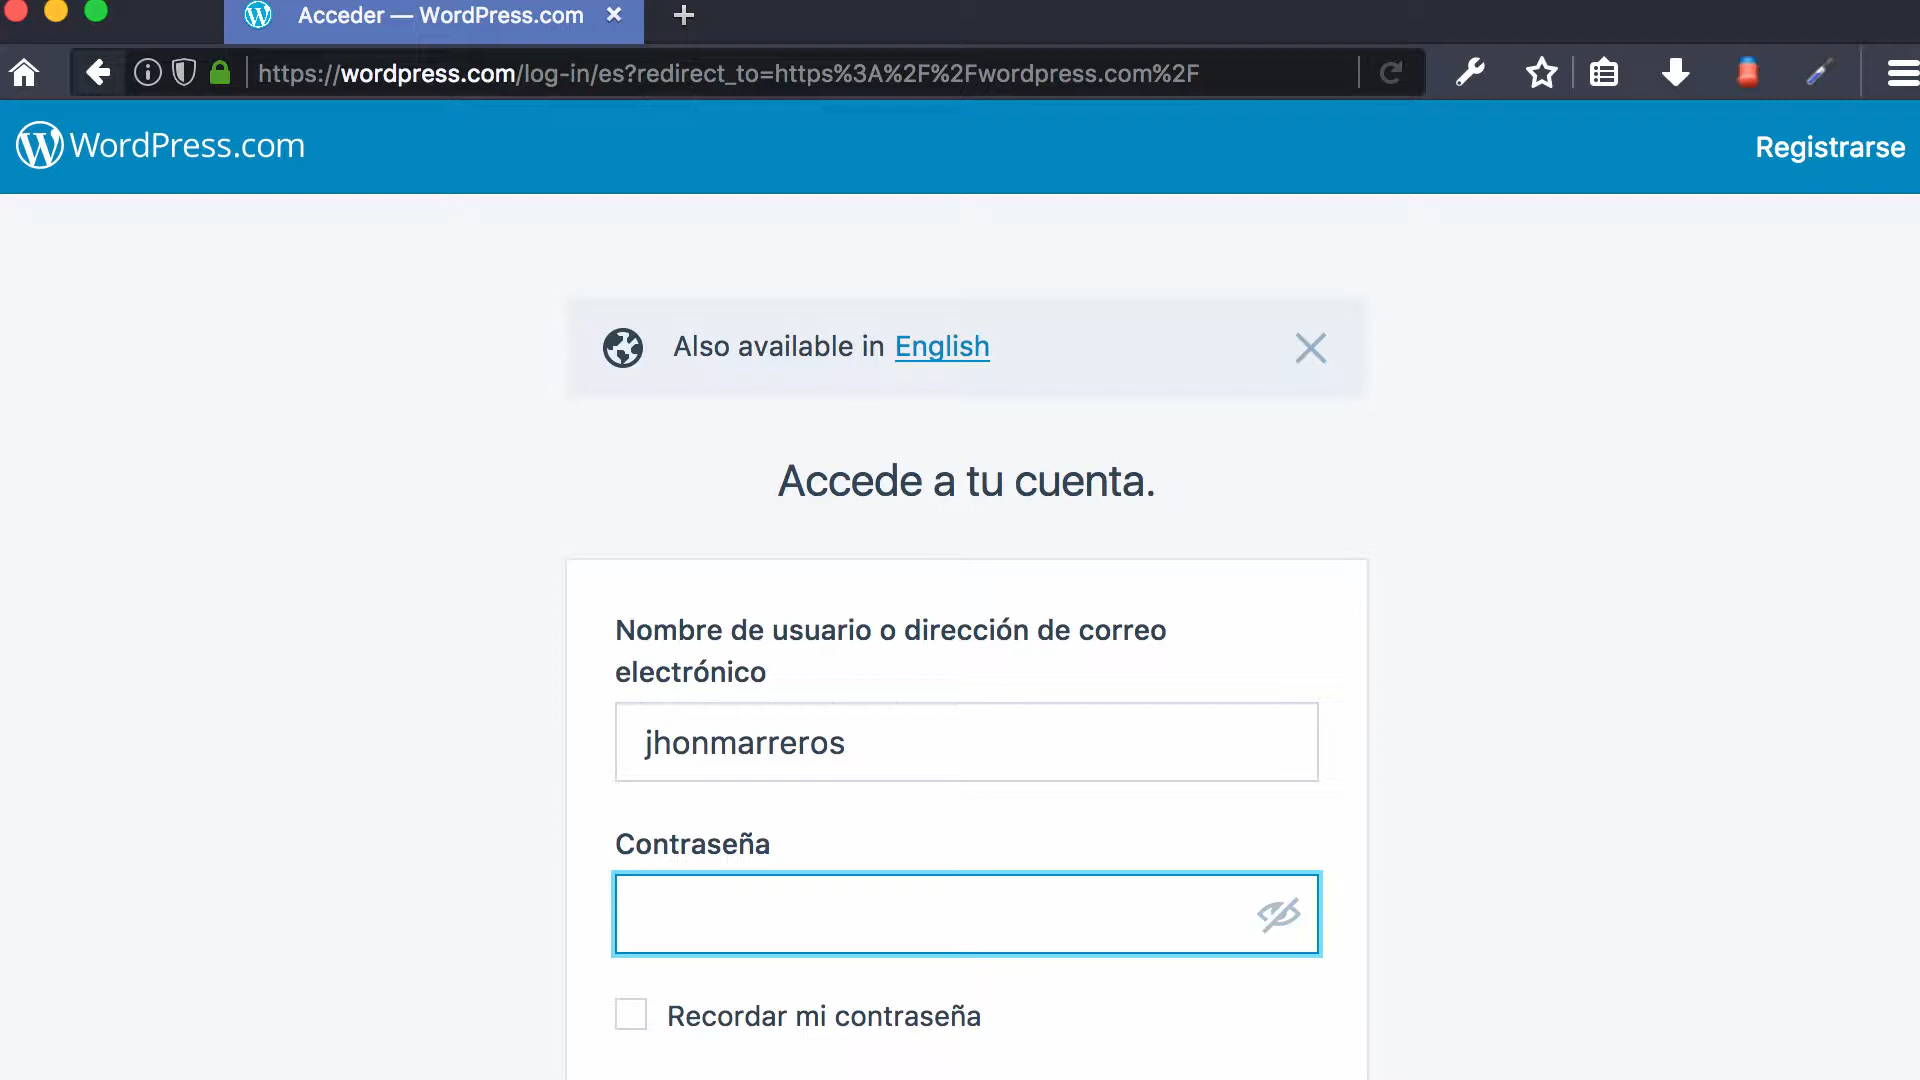 Acceder — WordPress.com
https://wordpress.com/log-in/es?redirect_to=https%3A%2F%2Fwordpress.com%2F
WordPress.com
Registrarse
Also available in English
Accede a tu cuenta.
Nombre de usuario o dirección de correo
electrónico
jhonmarreros
Contraseña
Recordar mi contraseña